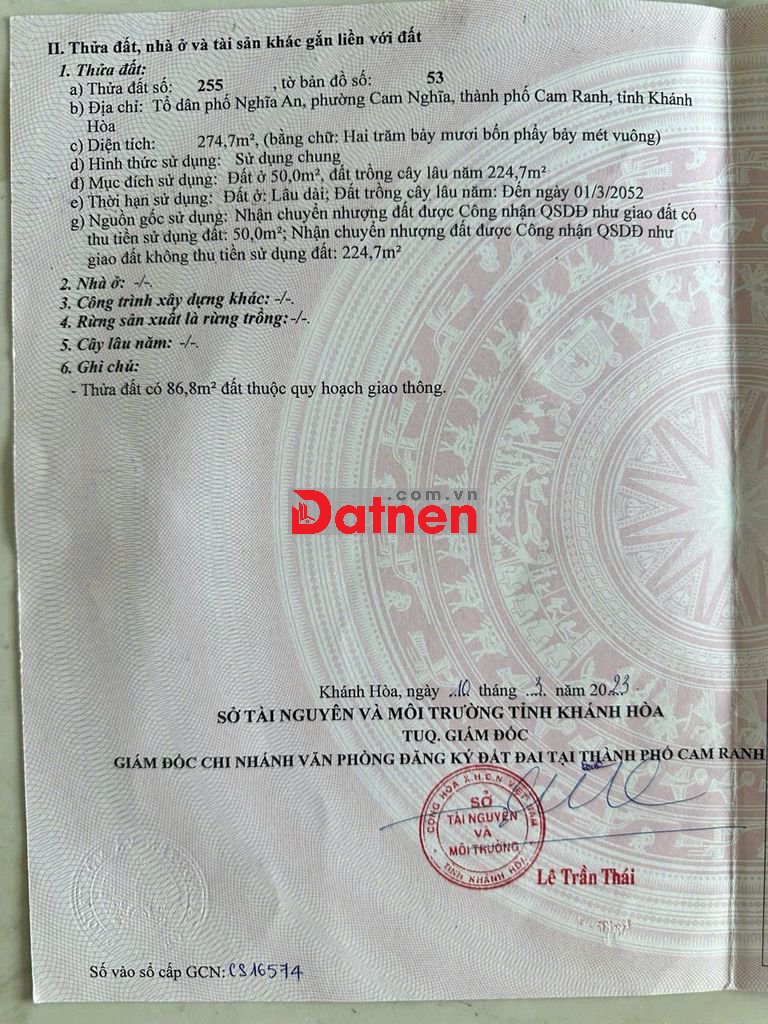 II. Thửa đất, nhà ở và tài sản khác gắn liền với đất
1. Thửa đất:
a) Thửa đất số: 255 , tờ bản đồ số: 53
b) Địa chỉ: Tổ dân phố Nghĩa An, phường Cam Nghĩa, thành phố Cam Ranh, tỉnh Khánh
Hòa
c) Diện tích: 274,7m², (bằng chữ: Hai trăm bảy mươi bốn phẩy bảy mét vuông)
d) Hình thức sử dụng: Sử dụng chung
đ) Mục đích sử dụng: Đất ở 50,0m², đất trồng cây lâu năm 224,7m²
e) Thời hạn sử dụng: Đất ở: Lâu dài; Đất trồng cây lâu năm: Đến ngày 01/3/2052
g) Nguồn gốc sử dụng: Nhận chuyển nhượng đất được Công nhận QSDĐ như giao đất có
thu tiền sử dụng đất: 50,0m²; Nhận chuyển nhượng đất được Công nhận QSDĐ như
giao đất không thu tiền sử dụng đất: 224,7m²
2. Nhà ở: -/-.
3. Công trình xây dựng khác: -/-.
4. Rừng sản xuất là rừng trồng: -/-.
5. Cây lâu năm: -/-.
6. Ghi chú:
- Thửa đất có 86,8m² đất thuộc quy hoạch giao thông.
.com.vn
Datnen
Khánh Hòa, ngày 10 tháng 3 năm 2023
SỞ TÀI NGUYÊN VÀ MÔI TRƯỜNG TỈNH KHÁNH HÒA
TUQ. GIÁM ĐỐC
GIÁM ĐỐC CHI NHÁNH VĂN PHÒNG ĐĂNG KÝ ĐẤT ĐAI TẠI THÀNH PHỐ CAM RANH
CỘNG HÒA X.H.C.N VIỆT NAM
SỞ
TÀI NGUYÊN
VÀ
MÔI TRƯỜNG
TỈNH KHÁNH HÒA
Lê Trần Thái
Số vào sổ cấp GCN: CS16574